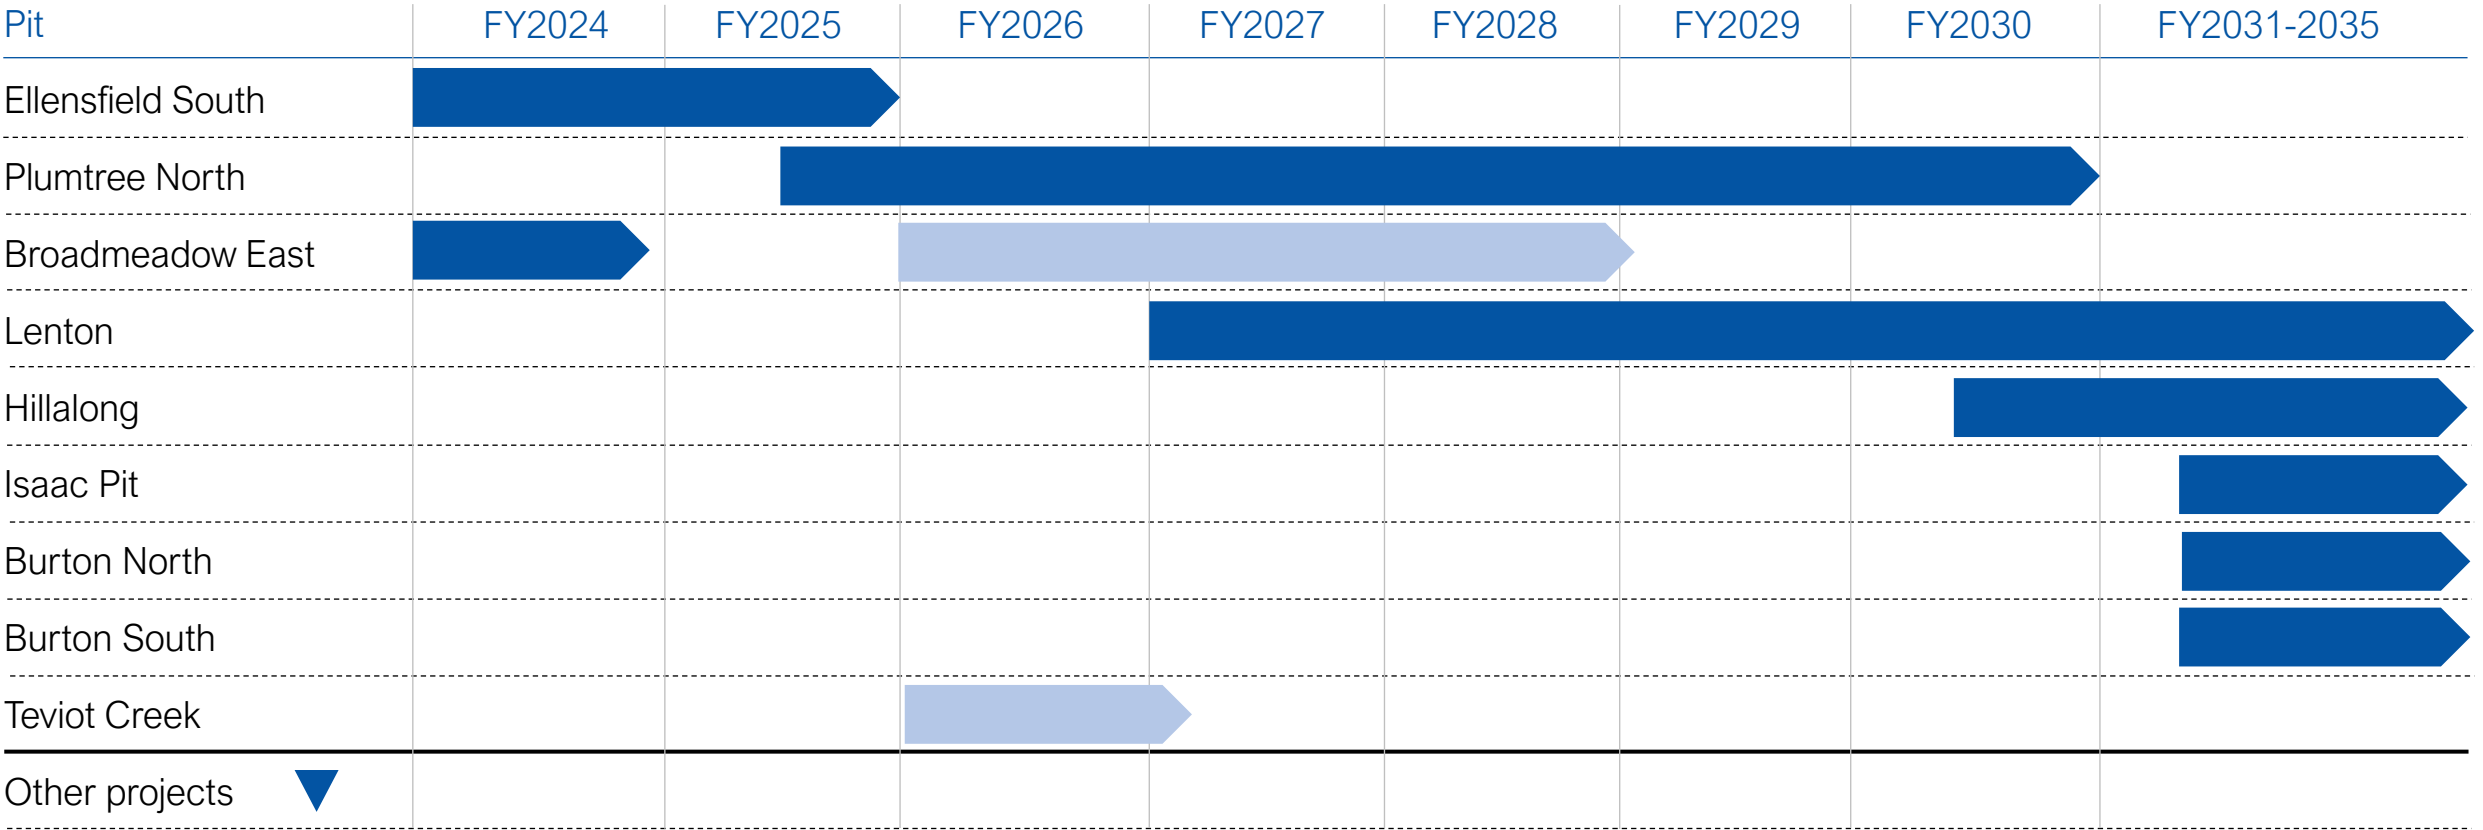 Pit FY2024 FY2025 FY2026 FY2027 FY2028 FY2029 FY2030 FY2031-2035
Ellensfield South
Plumtree North
Broadmeadow East
Lenton
Hillalong
Isaac Pit
Burton North
Burton South
Teviot Creek
Other projects